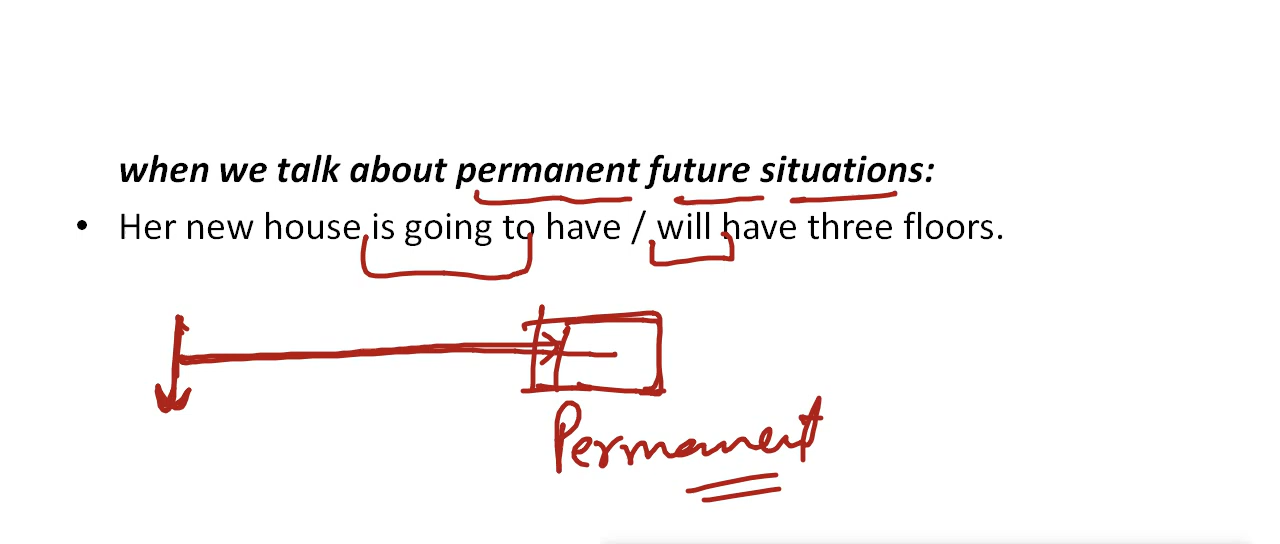 when we talk about permanent future situations:
• Her new house is going to have / will have three floors.
Permanent